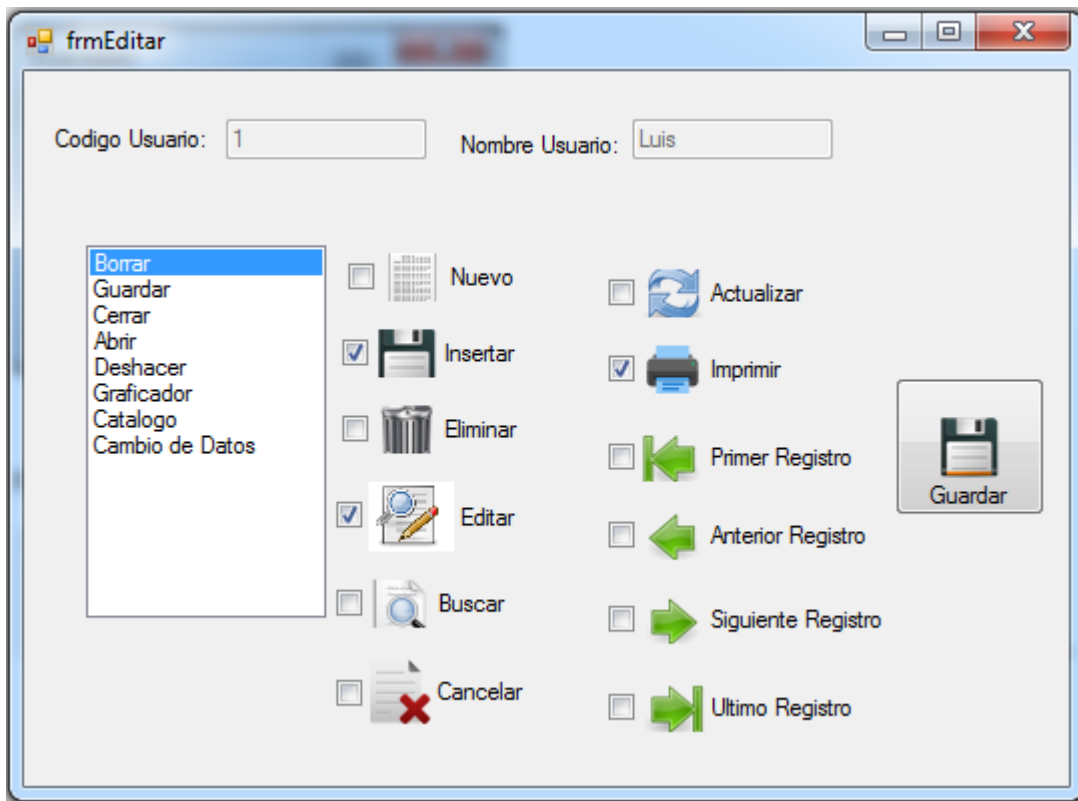 frmEditar
Codigo Usuario: 1
Nombre Usuario: Luis
Borrar
Guardar
Cerrar
Abrir
Deshacer
Graficador
Catalogo
Cambio de Datos
Nuevo
Insertar
Eliminar
Editar
Buscar
Cancelar
Actualizar
Imprimir
Primer Registro
Anterior Registro
Siguiente Registro
Ultimo Registro
Guardar